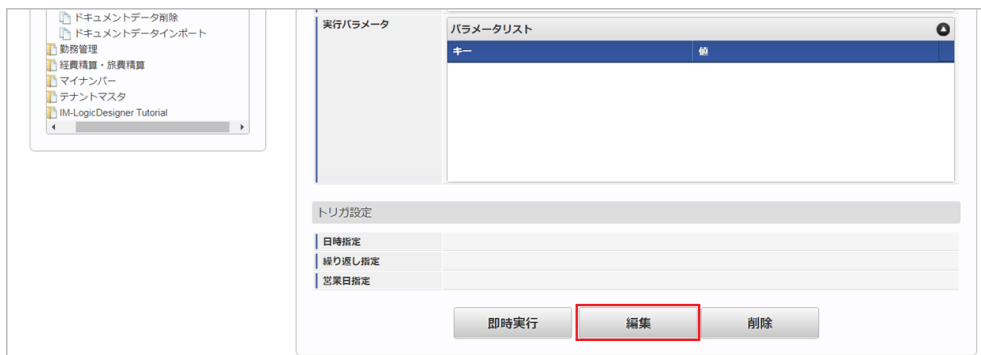 ドキュメントデータ削除
ドキュメントデータインポート
勤務管理
経費精算・旅費精算
マイナンバー
テナントマスタ
IM-LogicDesigner Tutorial
実行パラメータ
パラメータリスト
キー 値
トリガ設定
日時指定
繰り返し指定
営業日指定
即時実行 編集 削除